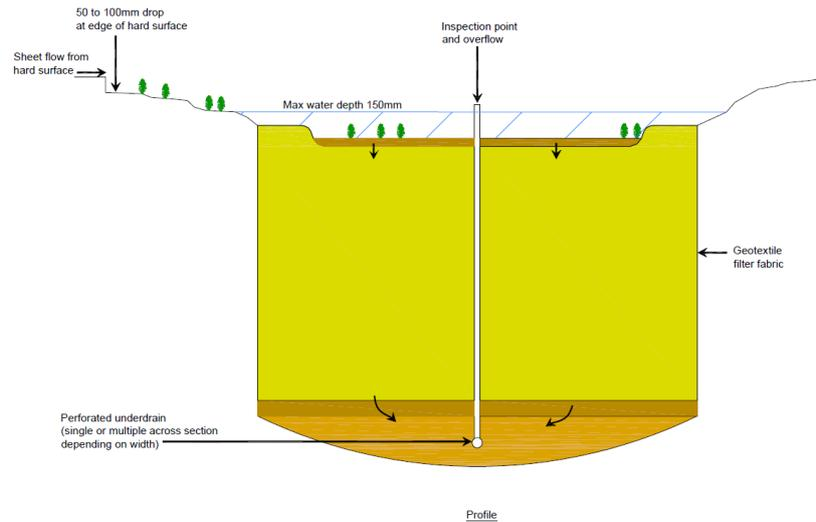 50 to 100mm drop
at edge of hard surface
Inspection point
and overflow
Sheet flow from
hard surface
Max water depth 150mm
Geotextile
filter fabric
Perforated underdrain
(single or multiple across section
depending on width)
Profile